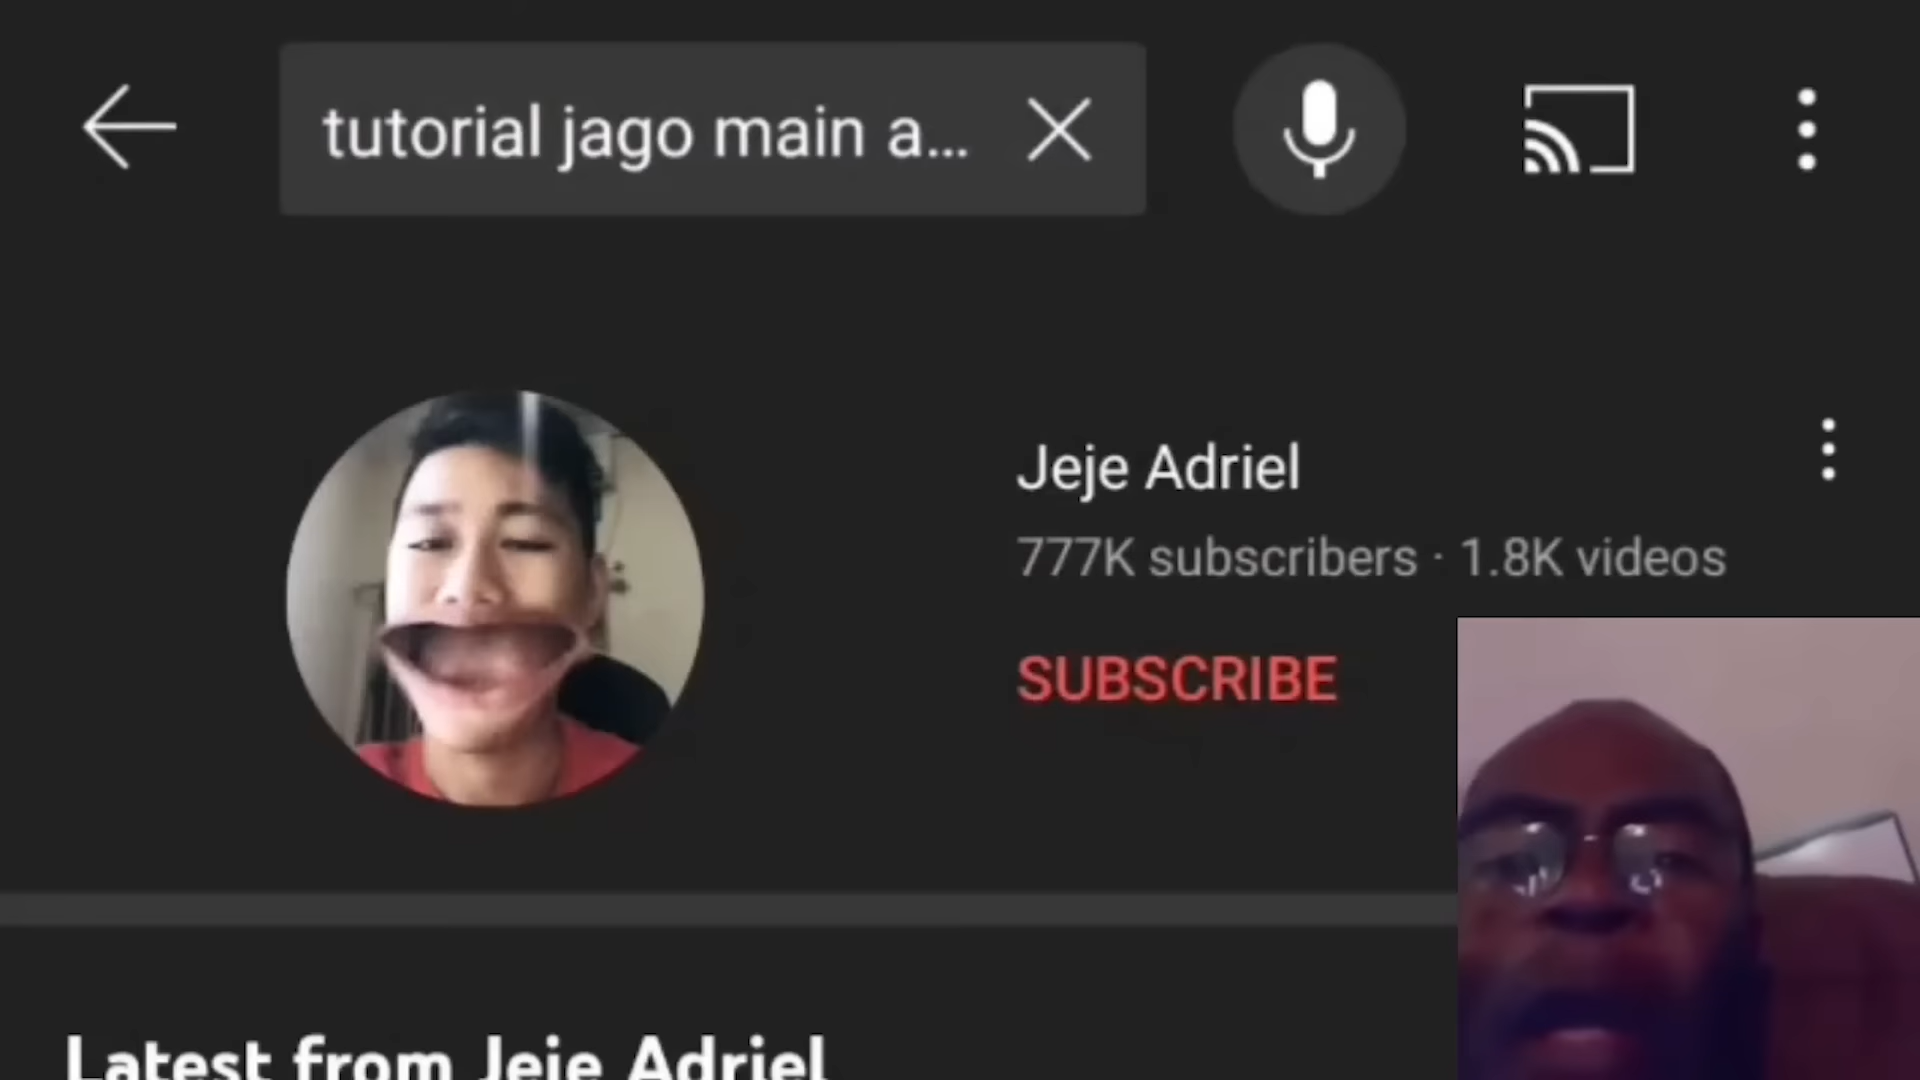 tutorial jago main a...
Jeje Adriel
777K subscribers · 1.8K videos
SUBSCRIBE
Latest from Jeje Adriel